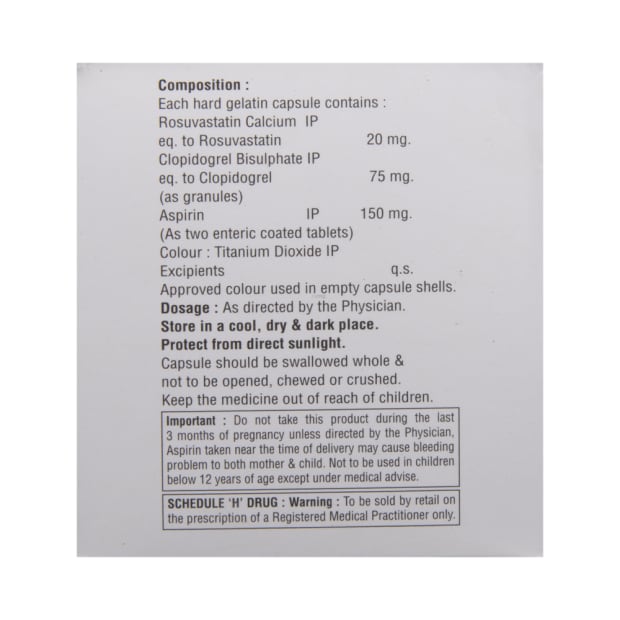 Composition :
Each hard gelatin capsule contains :
Rosuvastatin Calcium IP
eq. to Rosuvastatin 20 mg.
Clopidogrel Bisulphate IP
eq. to Clopidogrel 75 mg.
(as granules)
Aspirin IP 150 mg.
(As two enteric coated tablets)
Colour : Titanium Dioxide IP
Excipients q.s.
Approved colour used in empty capsule shells.
Dosage : As directed by the Physician.
Store in a cool, dry & dark place.
Protect from direct sunlight.
Capsule should be swallowed whole &
not to be opened, chewed or crushed.
Keep the medicine out of reach of children.
Important : Do not take this product during the last
3 months of pregnancy unless directed by the Physician,
Aspirin taken near the time of delivery may cause bleeding
problem to both mother & child. Not to be used in children
below 12 years of age except under medical advise.
SCHEDULE 'H' DRUG : Warning : To be sold by retail on
the prescription of a Registered Medical Practitioner only.